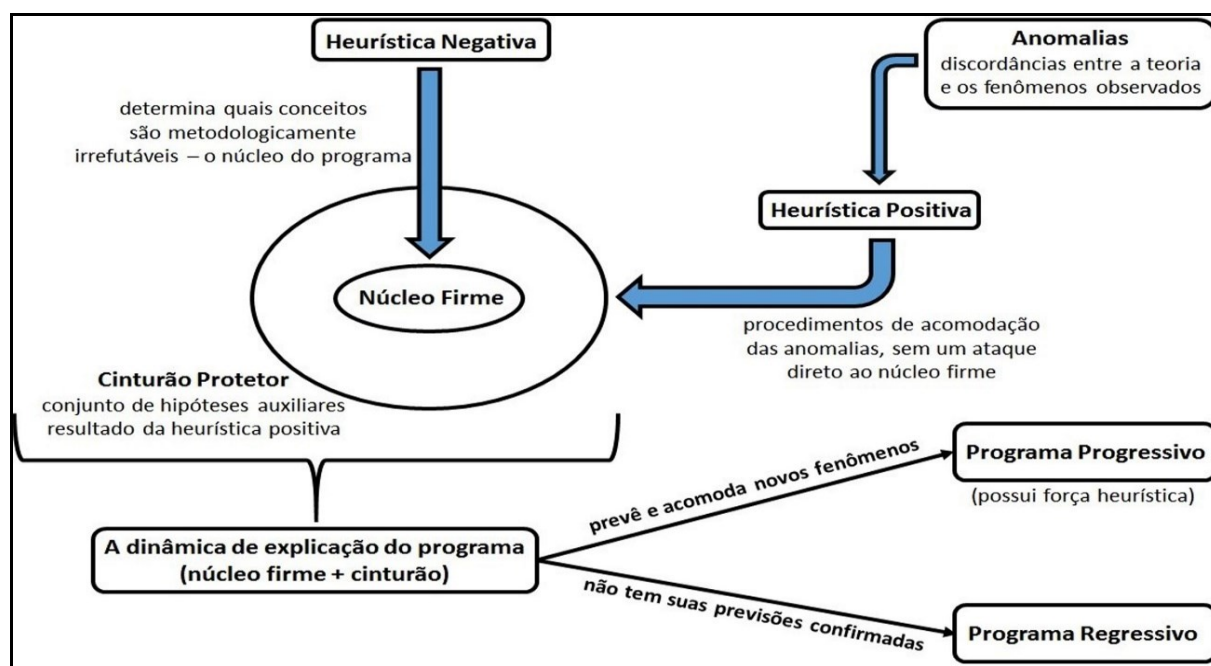 Heurística Negativa
determina quais conceitos
são metodologicamente
irrefutáveis – o núcleo do programa
Anomalias
discordâncias entre a teoria
e os fenômenos observados
Heurística Positiva
Núcleo Firme
procedimentos de acomodação
das anomalias, sem um ataque
direto ao núcleo firme
Cinturão Protetor
conjunto de hipóteses auxiliares
resultado da heurística positiva
A dinâmica de explicação do programa
(núcleo firme + cinturão)
prevê e acomoda novos fenômenos
Programa Progressivo
(possui força heurística)
não tem suas previsões confirmadas
Programa Regressivo